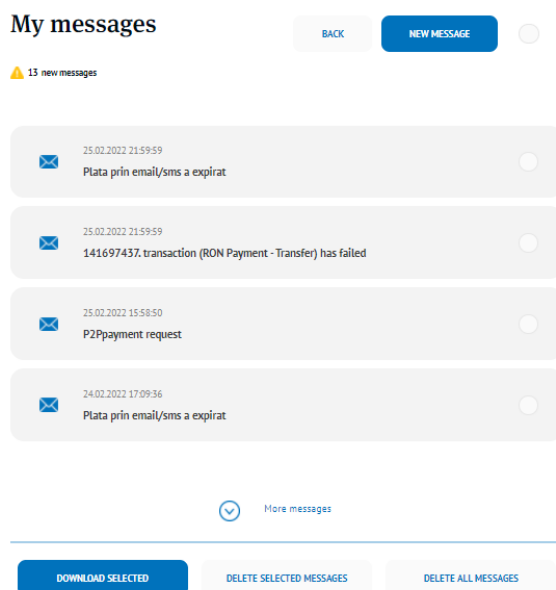 My messages
BACK
NEW MESSAGE
13 new messages
25.02.2022 21:59:59
Plata prin email/sms a expirat
25.02.2022 21:59:59
141697437. transaction (RON Payment - Transfer) has failed
25.02.2022 15:58:50
P2Ppayment request
24.02.2022 17:09:36
Plata prin email/sms a expirat
More messages
DOWNLOAD SELECTED
DELETE SELECTED MESSAGES
DELETE ALL MESSAGES